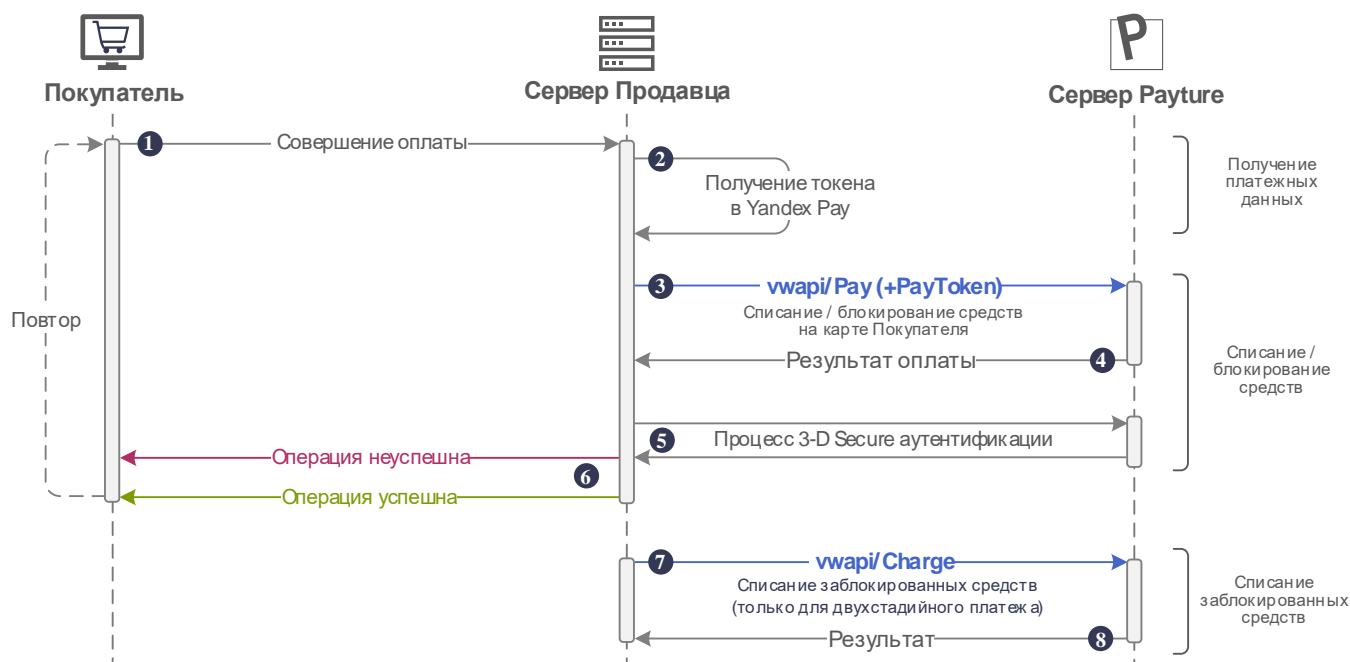 P
Покупатель
Сервер Продавца
Сервер Payture
1
Совершение оплаты
2
Получение токена
в Yandex Pay
Получение
платежных
данных
3
vwapi/Pay (+PayToken)
Списание / блокирование средств
на карте Покупателя
Повтор
Результат оплаты
4
Списание /
блокирование
средств
5
Процесс 3-D Secure аутентификации
Операция неуспешна
6
Операция успешна
7
vwapi/Charge
Списание заблокированных средств
(только для двухстадийного платежа)
Результат
8
Списание
заблокированных
средств